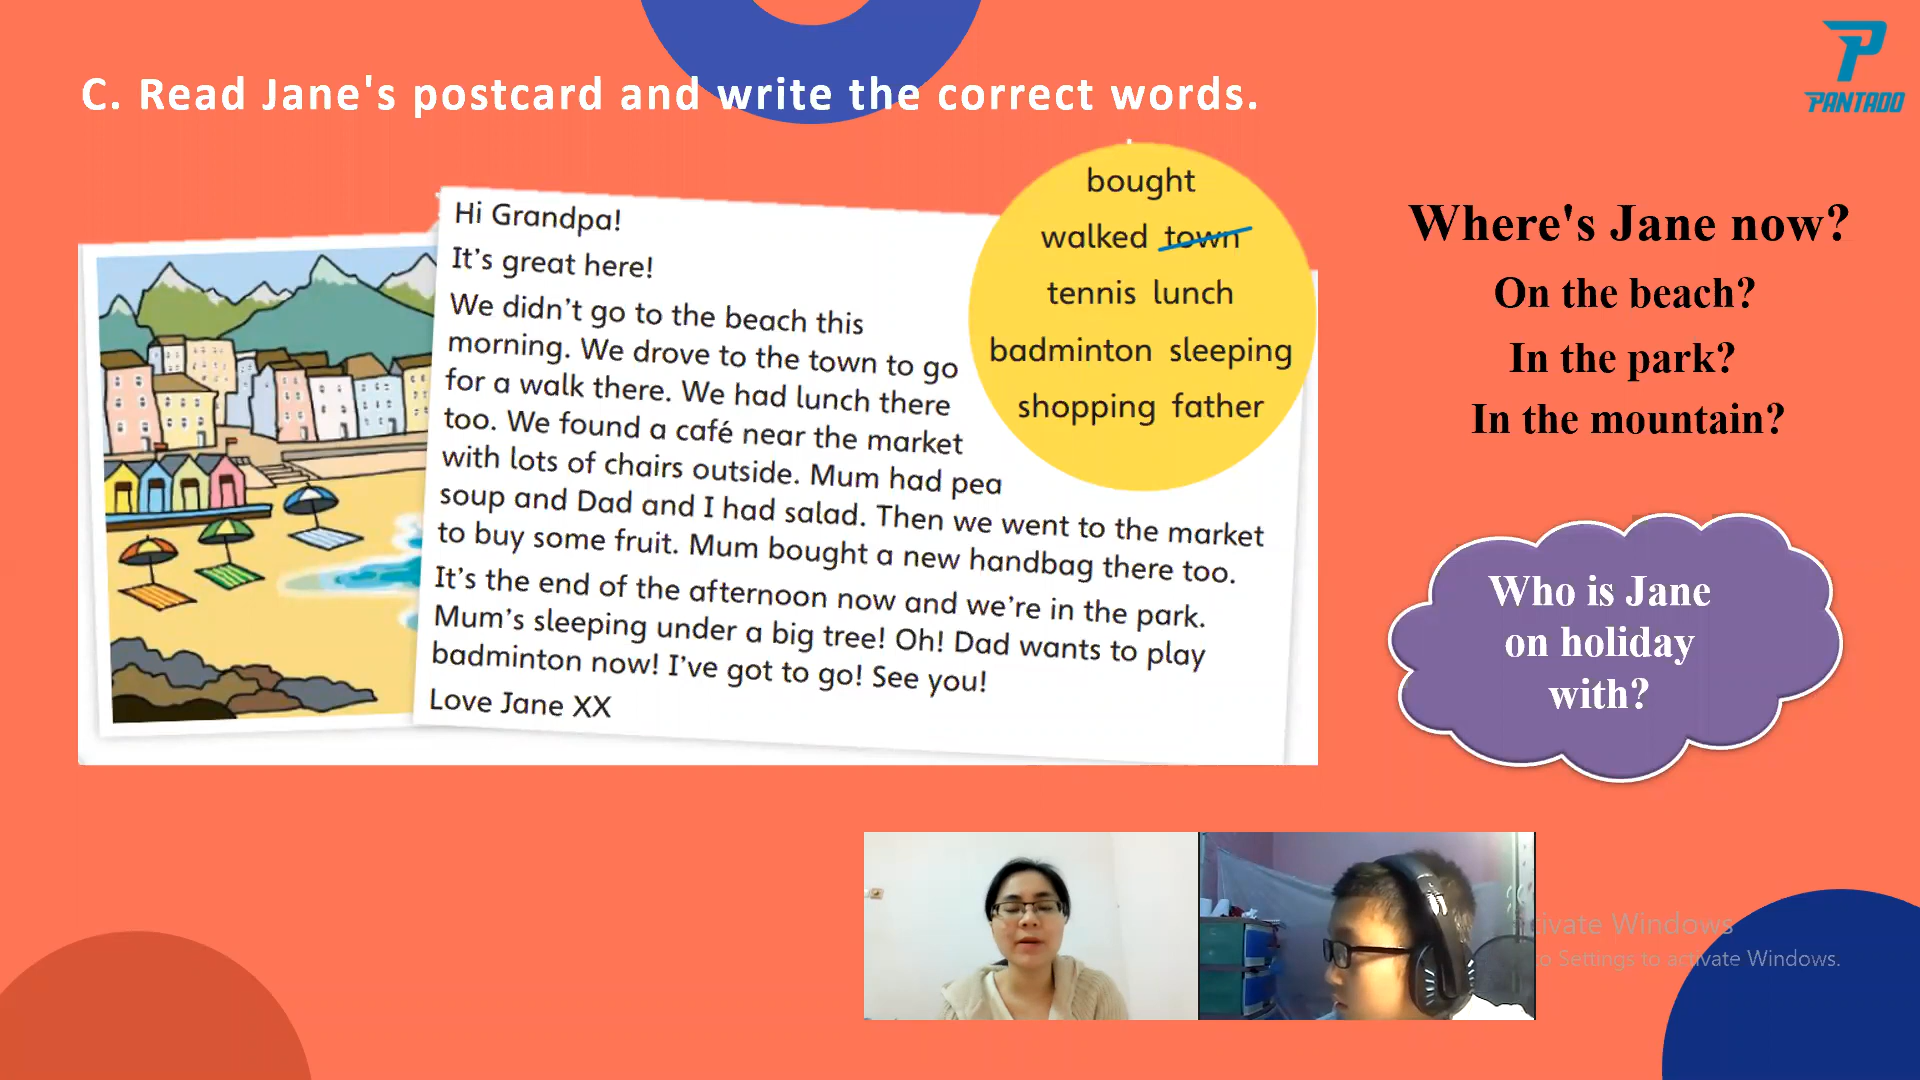 C. Read Jane's postcard and write the correct words.
PANTADO
Hi Grandpa!
It's great here!
We didn't go to the beach this
morning. We drove to the town to go
for a walk there. We had lunch there
too. We found a café near the market
with lots of chairs outside. Mum had pea
soup and Dad and I had salad. Then we went to the market
to buy some fruit. Mum bought a new handbag there too.
It's the end of the afternoon now and we're in the park.
Mum's sleeping under a big tree! Oh! Dad wants to play
badminton now! I've got to go! See you!
Love Jane XX
bought
walked town
tennis lunch
badminton sleeping
shopping father
Where's Jane now?
On the beach?
In the park?
In the mountain?
Who is Jane
on holiday
with?
tivate Windows
o Settings to activate Windows.